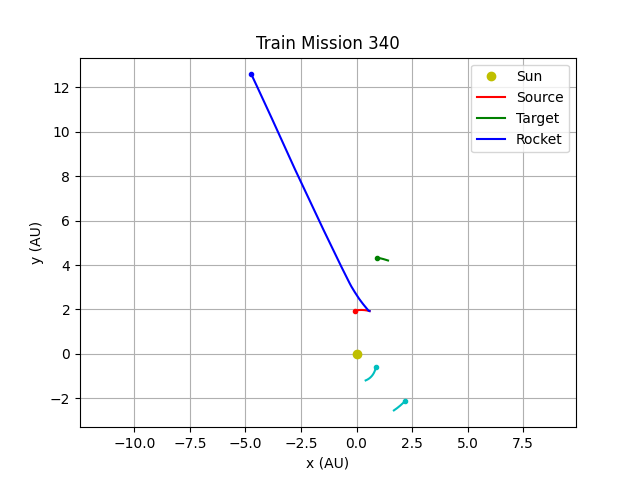 Train Mission 340
Sun
Source
Target
Rocket
12
10
8
6
4
2
0
−2
y (AU)
−10.0 −7.5 −5.0 −2.5 0.0 2.5 5.0 7.5
x (AU)